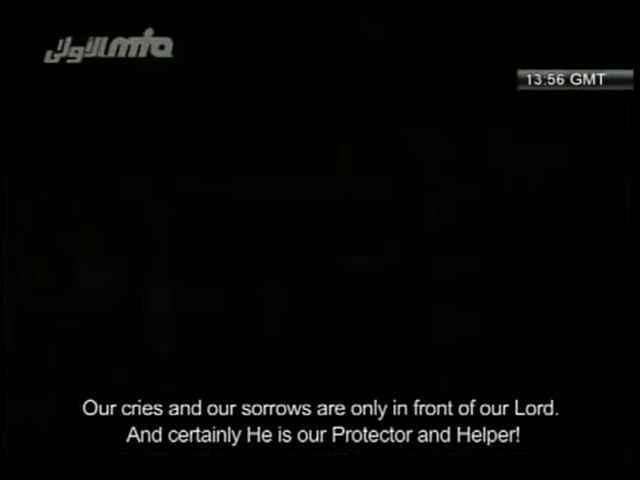 mta الاولى
13:56 GMT
Our cries and our sorrows are only in front of our Lord.
And certainly He is our Protector and Helper!